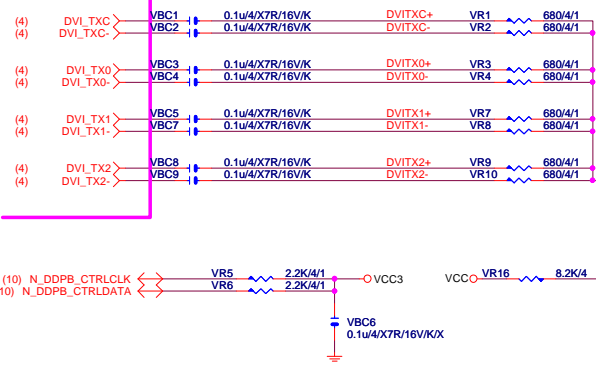 (4) DVI_TXC VBC1 0.1u/4/X7R/16V/K DVITXC+ VR1 680/4/1
(4) DVI_TXC- VBC2 0.1u/4/X7R/16V/K DVITXC- VR2 680/4/1
(4) DVI_TX0 VBC3 0.1u/4/X7R/16V/K DVITX0+ VR3 680/4/1
(4) DVI_TX0- VBC4 0.1u/4/X7R/16V/K DVITX0- VR4 680/4/1
(4) DVI_TX1 VBC5 0.1u/4/X7R/16V/K DVITX1+ VR7 680/4/1
(4) DVI_TX1- VBC7 0.1u/4/X7R/16V/K DVITX1- VR8 680/4/1
(4) DVI_TX2 VBC8 0.1u/4/X7R/16V/K DVITX2+ VR9 680/4/1
(4) DVI_TX2- VBC9 0.1u/4/X7R/16V/K DVITX2- VR10 680/4/1
(10) N_DDPB_CTRLCLK VR5 2.2K/4/1 VCC3 VCC VR16 8.2K/4
10) N_DDPB_CTRLDATA VR6 2.2K/4/1
VBC6
0.1u/4/X7R/16V/K/X